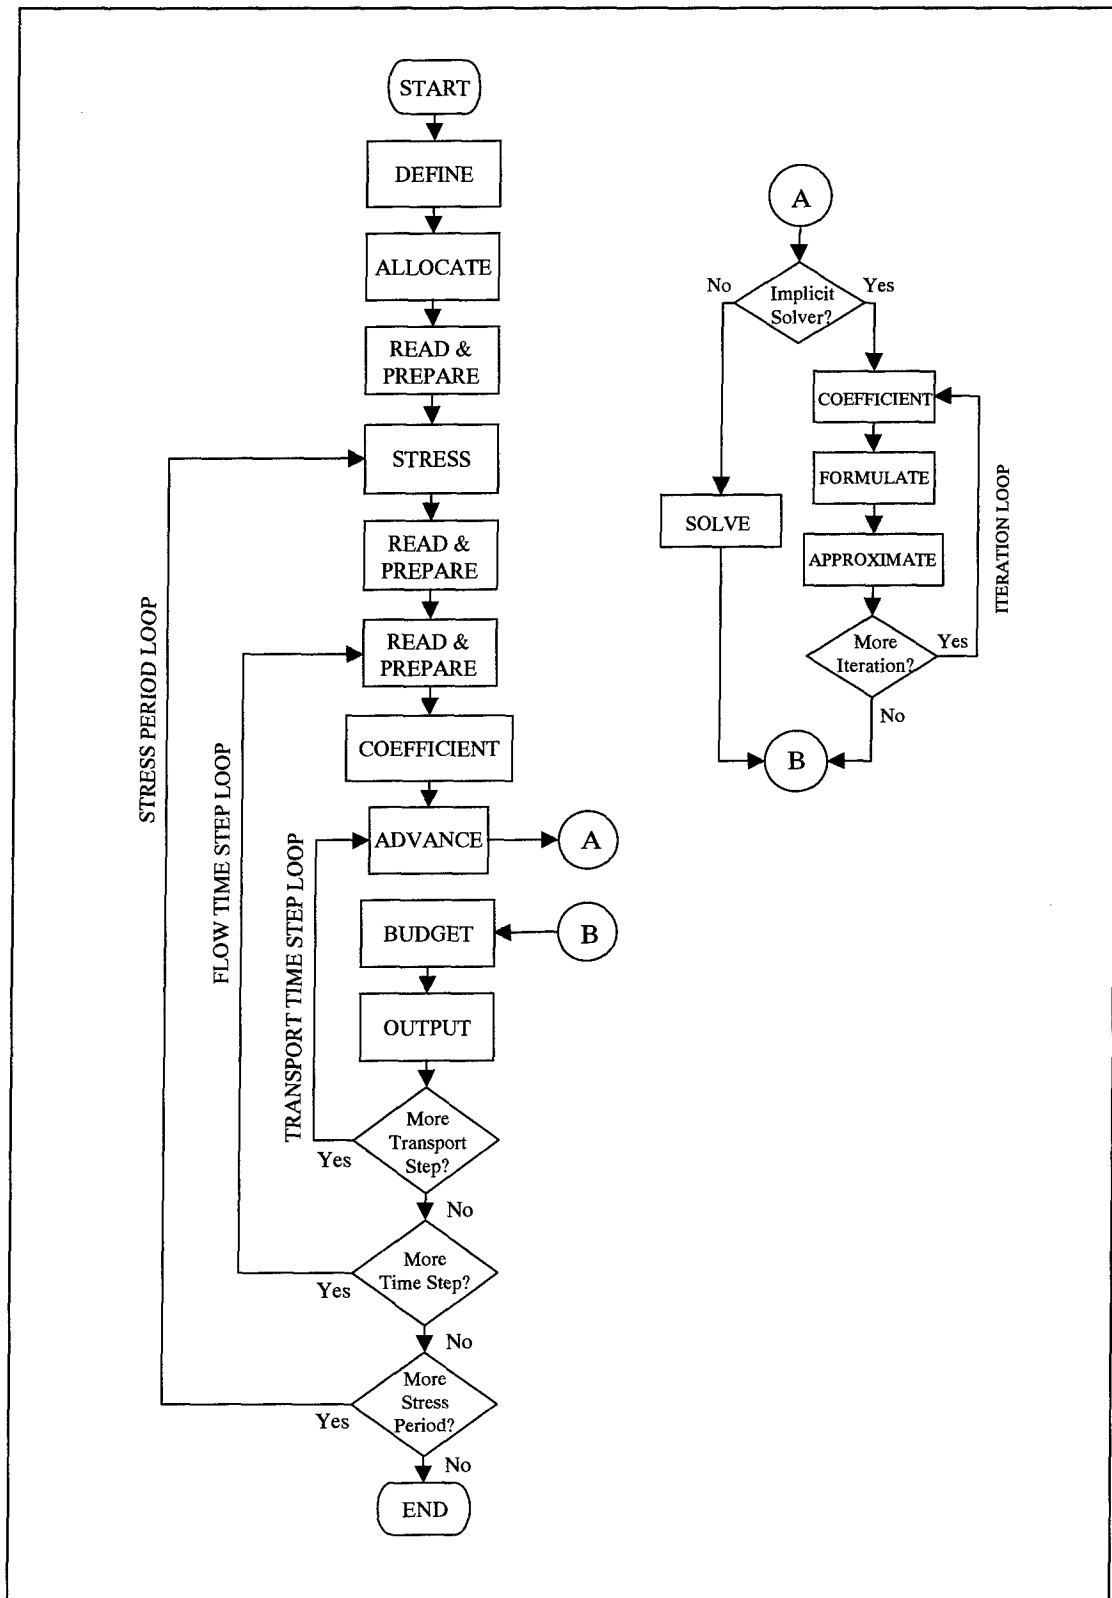 START
DEFINE
ALLOCATE
READ &
PREPARE
STRESS
READ &
PREPARE
READ &
PREPARE
COEFFICIENT
ADVANCE
A
BUDGET
B
OUTPUT
More
Transport
Step?
Yes
No
More
Time Step?
Yes
No
More
Stress
Period?
Yes
No
END
STRESS PERIOD LOOP
FLOW TIME STEP LOOP
TRANSPORT TIME STEP LOOP
A
No
Implicit
Solver?
Yes
COEFFICIENT
FORMULATE
SOLVE
APPROXIMATE
More
Iteration?
Yes
No
B
ITERATION LOOP